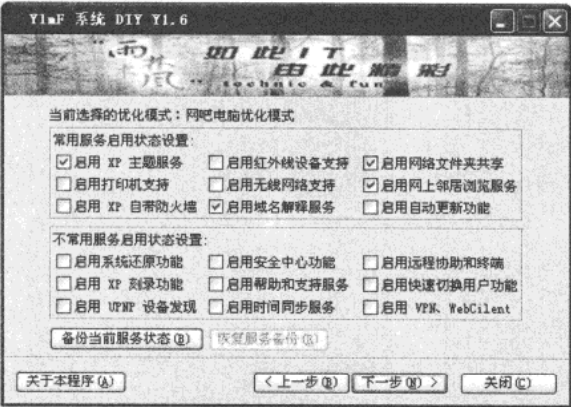 YlmF 系统 DIY Y1.6
雨林木风
如此 IT
由此精彩
technic & fun
当前选择的优化模式：网吧电脑优化模式
常用服务启用状态设置：
启用 XP 主题服务 启用红外线设备支持 启用网络文件夹共享
启用打印机支持 启用无线网络支持 启用网上邻居浏览服务
启用 XP 自带防火墙 启用域名解释服务 启用自动更新功能
不常用服务启用状态设置：
启用系统还原功能 启用安全中心功能 启用远程协助和终端
启用 XP 刻录功能 启用帮助和支持服务 启用快速切换用户功能
启用 UPNP 设备发现 启用时间同步服务 启用 VPN、WebCilent
备份当前服务状态(B) 恢复服务备份(R)
关于本程序(A) <上一步(B) 下一步(N)> 关闭(C)